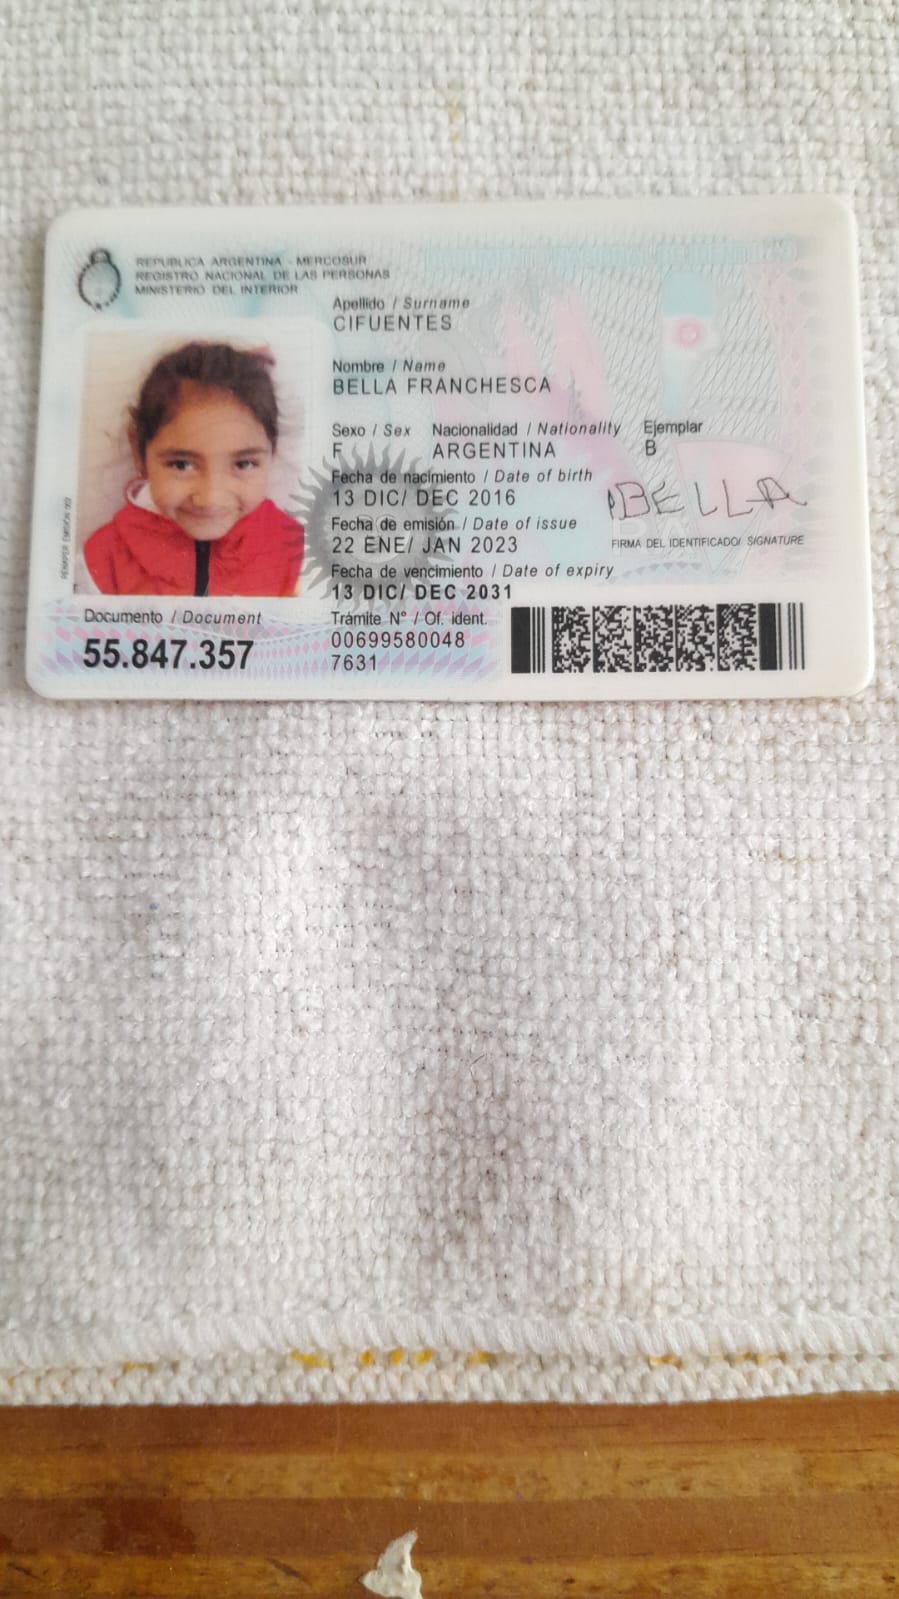 REPUBLICA ARGENTINA - MERCOSUR
REGISTRO NACIONAL DE LAS PERSONAS
MINISTERIO DEL INTERIOR
Apellido / Surname
CIFUENTES
Nombre / Name
BELLA FRANCHESCA
Sexo / Sex Nacionalidad / Nationality Ejemplar
F ARGENTINA B
Fecha de nacimiento / Date of birth
13 DIC/ DEC 2016
BELLA
Fecha de emisión / Date of issue
22 ENE/ JAN 2023
FIRMA DEL IDENTIFICADO/ SIGNATURE
Fecha de vencimiento / Date of expiry
13 DIC/ DEC 2031
Documento / Document
55.847.357
Trámite N° / Of. ident.
00699580048
7631